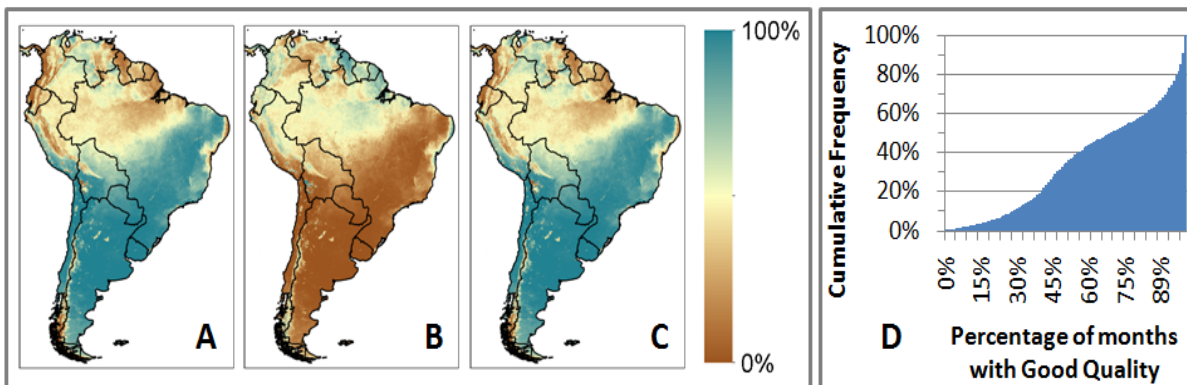 A
B
C
100%
0%
Cumulative Frequency
100%
80%
60%
40%
20%
0%
0%
15%
30%
45%
60%
75%
89%
D
Percentage of months
with Good Quality